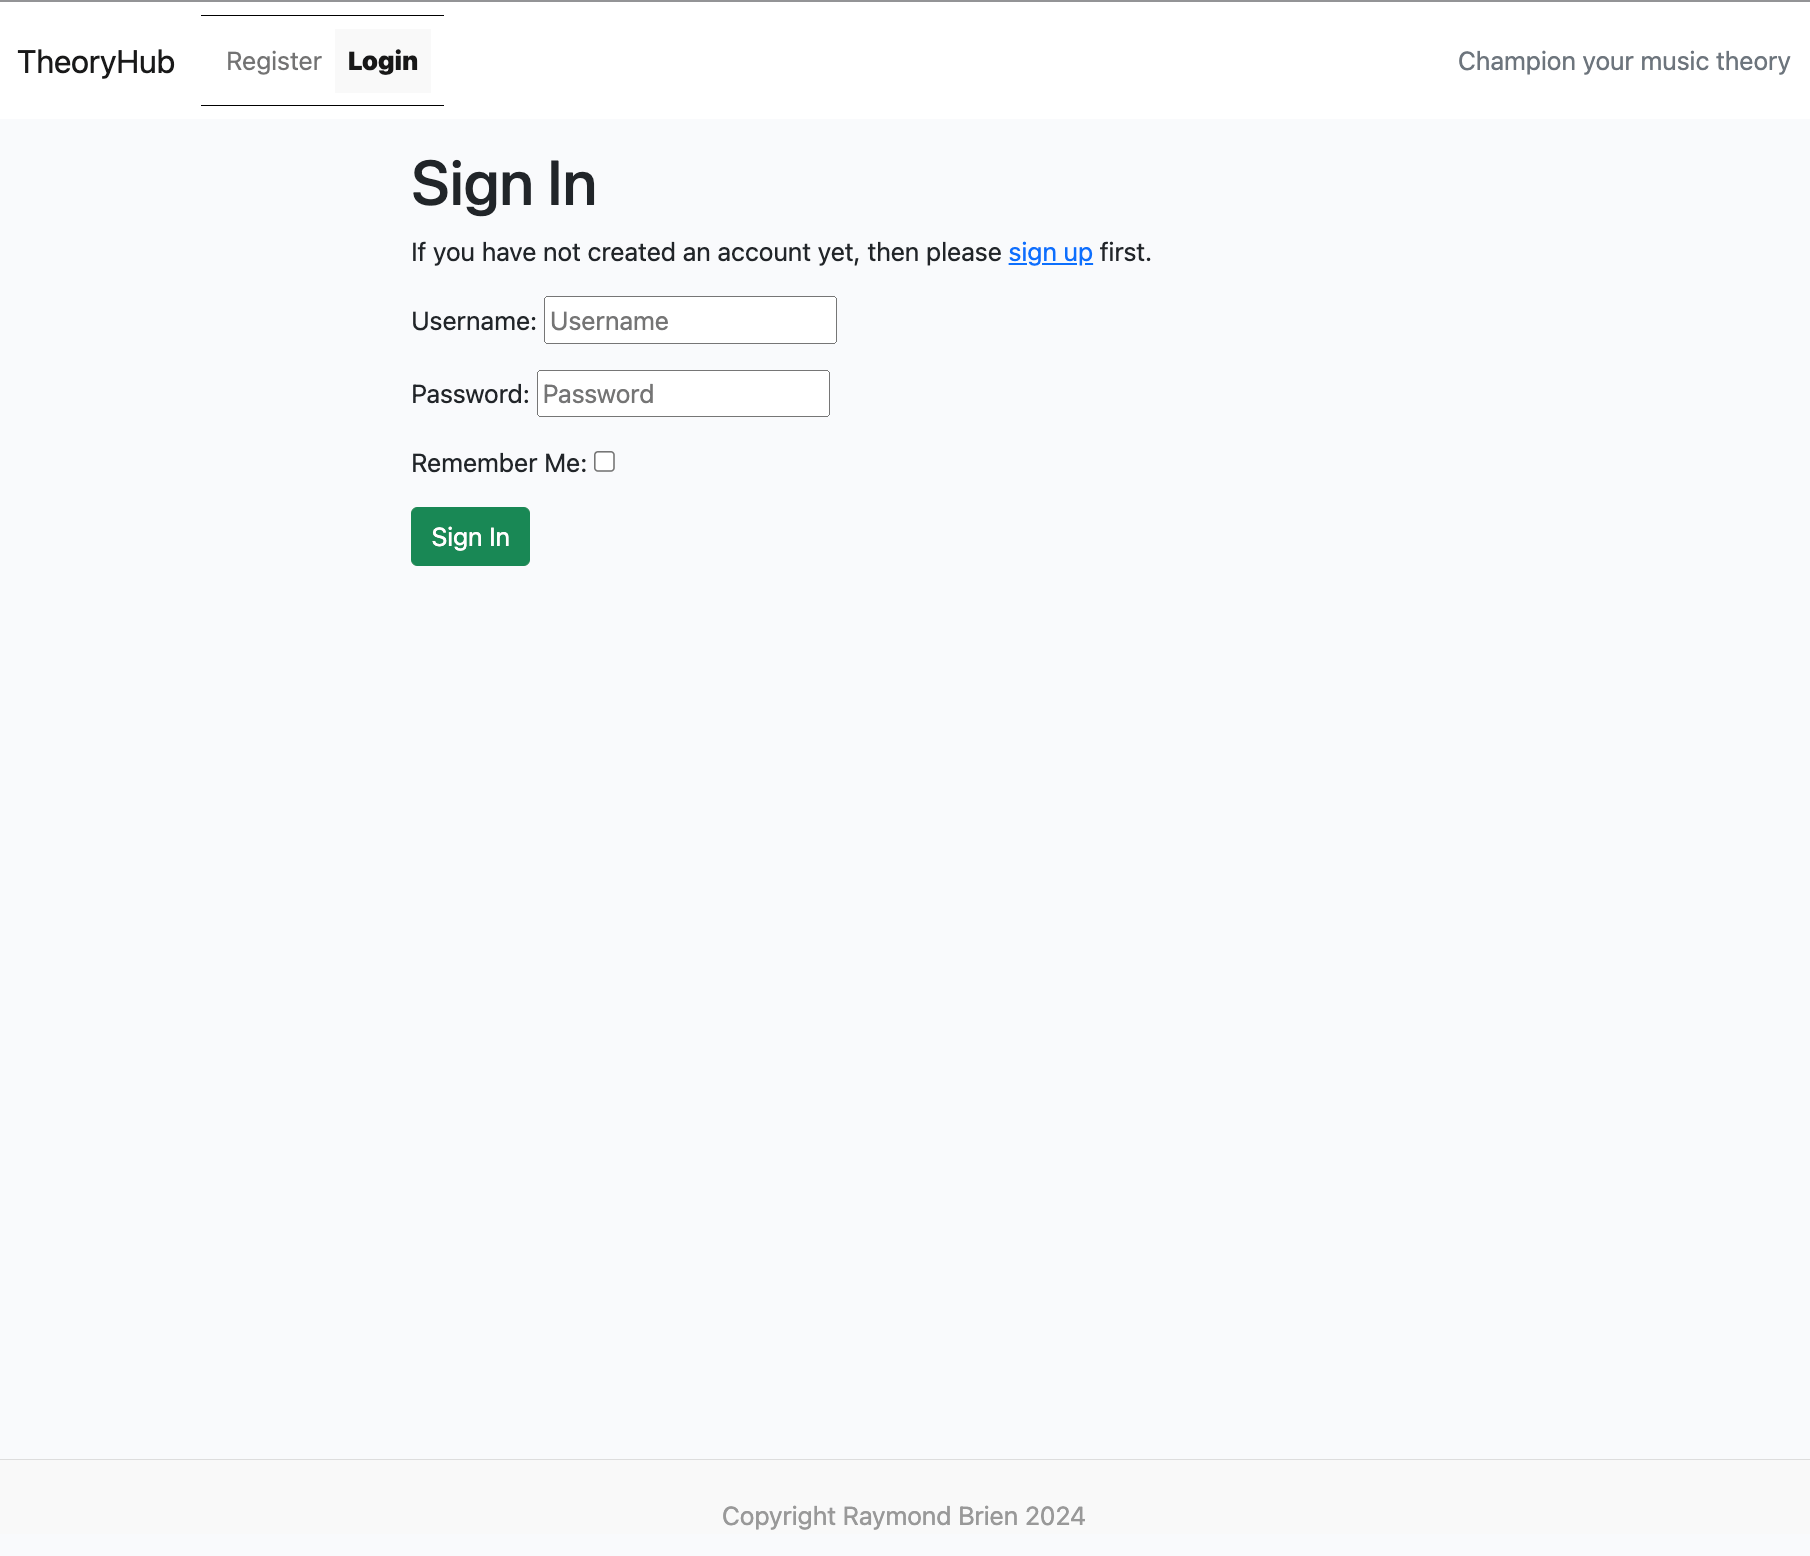 TheoryHub Register Login Champion your music theory
Sign In
If you have not created an account yet, then please sign up first.
Username: Username
Password: Password
Remember Me:
Sign In
Copyright Raymond Brien 2024